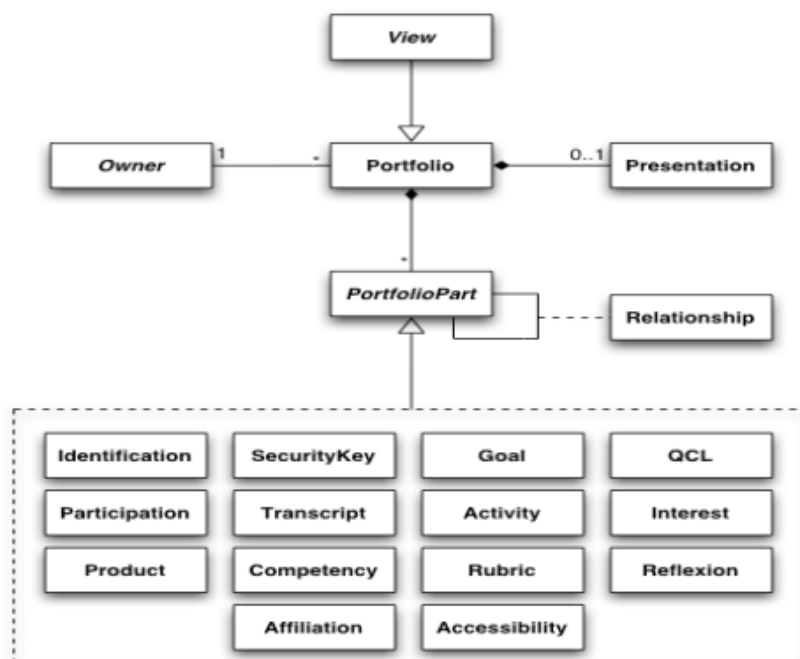 View
Owner
1
*
Portfolio
0..1
Presentation
*
PortfolioPart
Relationship
Identification
SecurityKey
Goal
QCL
Participation
Transcript
Activity
Interest
Product
Competency
Rubric
Reflexion
Affiliation
Accessibility